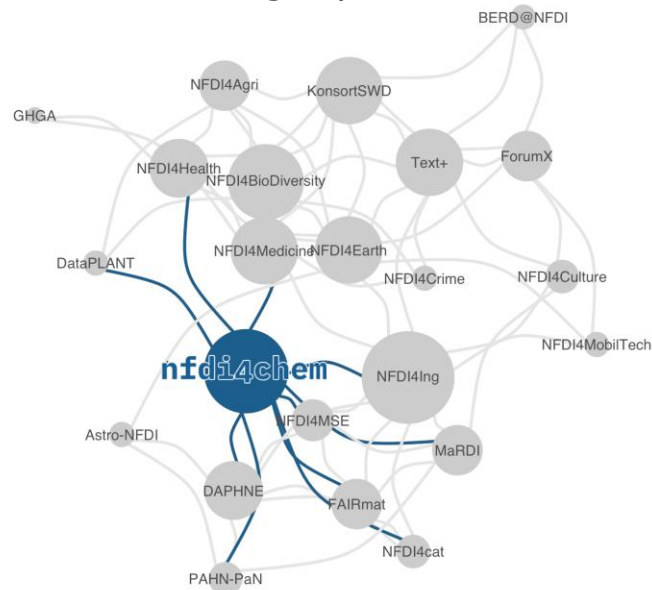 BERD@NFDI
NFDI4Agri
KonsortSWD
GHGA
NFDI4Health
NFDI4BioDiversity
Text+
ForumX
DataPLANT
NFDI4Medicine
NFDI4Earth
NFDI4Crime
NFDI4Culture
NFDI4MobilTech
nfdi4chem
NFDI4Ing
Astro-NFDI
NFDI4MSE
MaRDI
DAPHNE
FAIRmat
NFDI4cat
PAHN-PaN